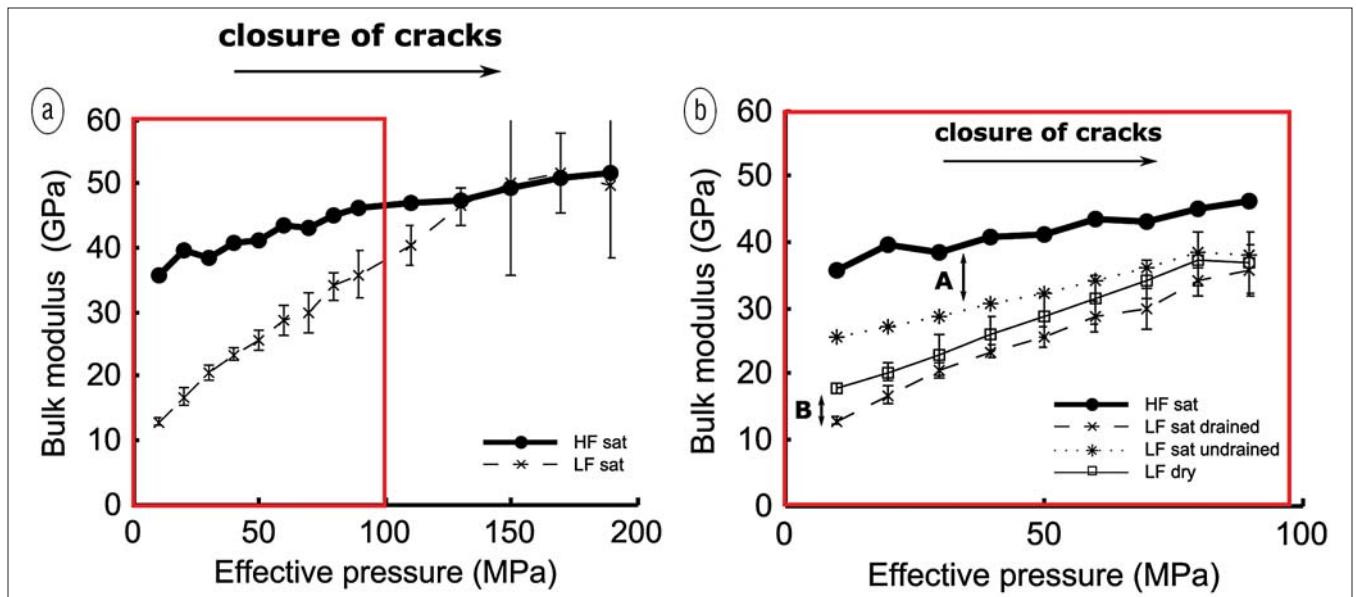 closure of cracks
a
60
50
40
30
20
10
0
Bulk modulus (GPa)
HF sat
LF sat
0 50 100 150 200
Effective pressure (MPa)
b
60
50
40
30
20
10
0
Bulk modulus (GPa)
closure of cracks
A
B
HF sat
LF sat drained
LF sat undrained
LF dry
0 50 100
Effective pressure (MPa)